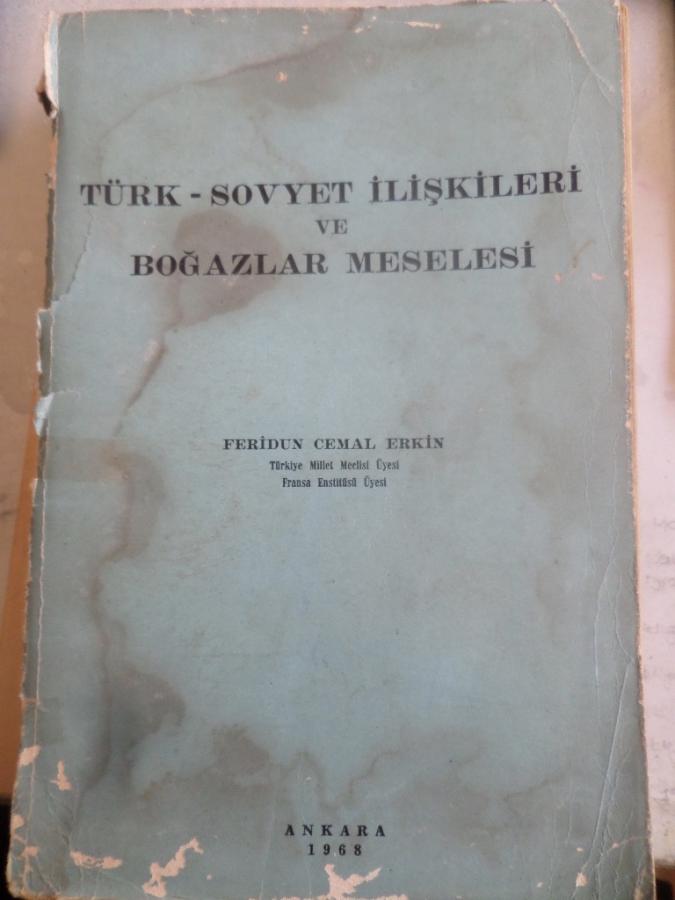 TÜRK - SOVYET İLİŞKİLERİ
VE
BOĞAZLAR MESELESİ
FERİDUN CEMAL ERKİN
Türkiye Millet Meclisi Üyesi
Fransa Enstitüsü Üyesi
ANKARA
1968